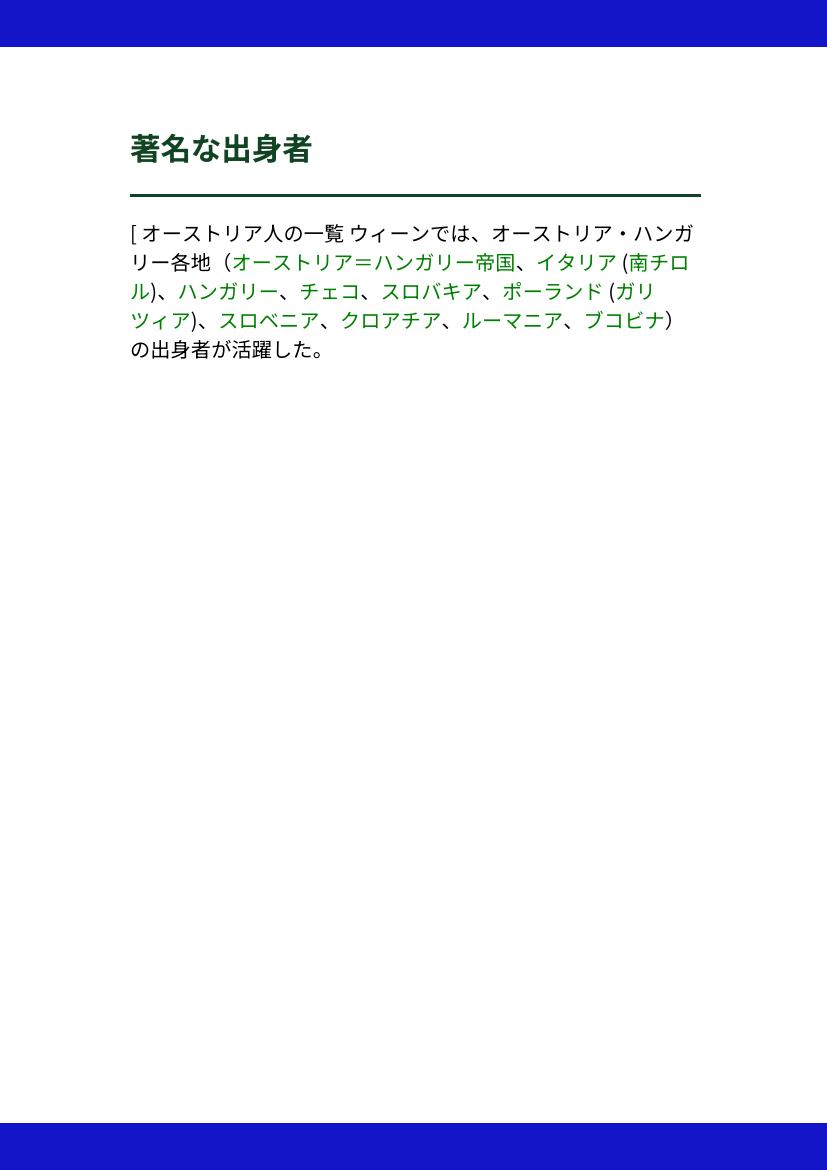 著名な出身者
[ オーストリア人の一覧 ウィーンでは、オーストリア・ハンガ
リー各地（オーストリア＝ハンガリー帝国、イタリア (南チロ
ル)、ハンガリー、チェコ、スロバキア、ポーランド (ガリ
ツィア)、スロベニア、クロアチア、ルーマニア、ブコビナ）
の出身者が活躍した。